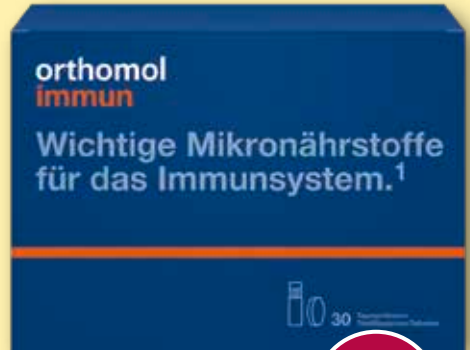 orthomol
immun
Wichtige Mikronährstoffe
für das Immunsystem.¹
30